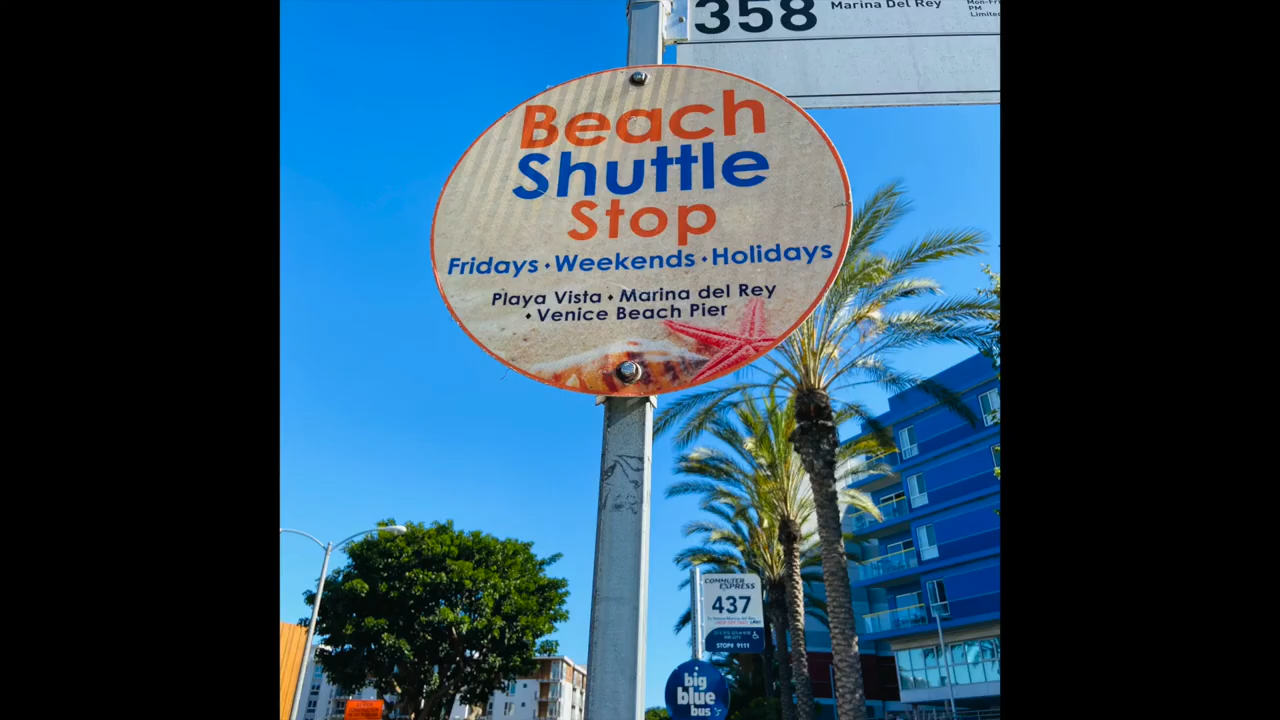 358
Marina Del Rey
Mon-Fri
PM
Limited
Beach
Shuttle
Stop
Fridays • Weekends • Holidays
Playa Vista • Marina del Rey
• Venice Beach Pier
COMMUTER
EXPRESS
437
STOP# 9111
big
blue
bus